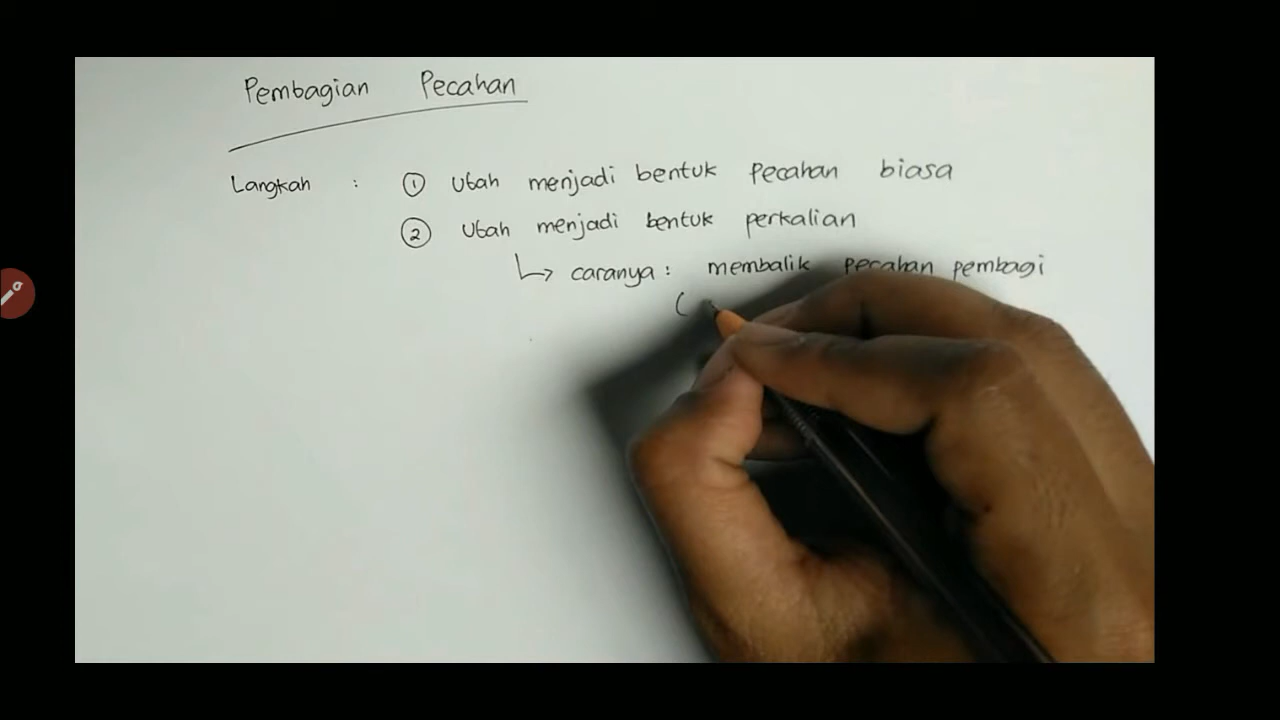 Pembagian Pecahan
Langkah : ① Ubah menjadi bentuk pecahan biasa
② Ubah menjadi bentuk perkalian
↳ caranya : membalik pecahan pembagi
(